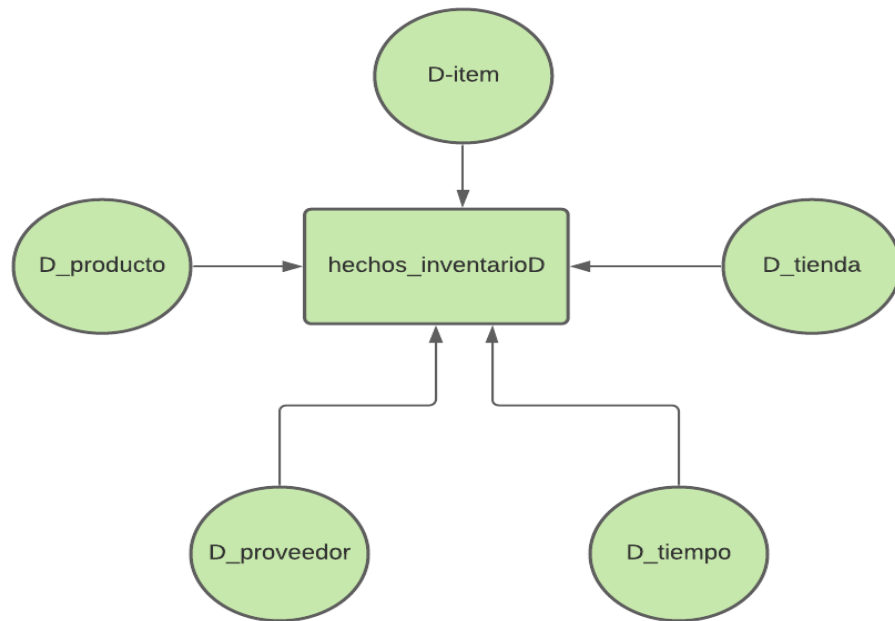 D-item
D_producto
hechos_inventarioD
D_tienda
D_proveedor
D_tiempo